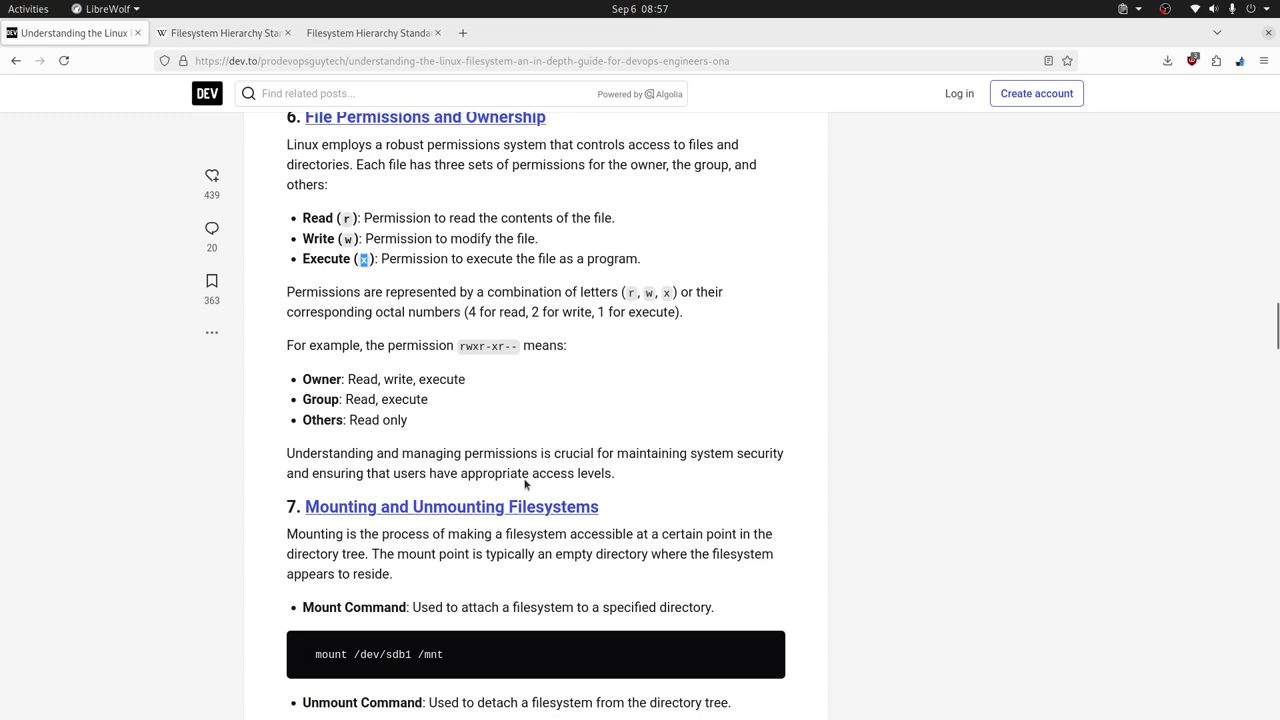 Activities
LibreWolf
Sep 6 08:57
Understanding the Linux
Filesystem Hierarchy Sta
Filesystem Hierarchy Standa
https://dev.to/prodevopsguytech/understanding-the-linux-filesystem-an-in-depth-guide-for-devops-engineers-ona
3
DEV
Find related posts...
Powered by Algolia
Log in
Create account
6. File Permissions and Ownership
Linux employs a robust permissions system that controls access to files and
directories. Each file has three sets of permissions for the owner, the group, and
others:
439
20
363
• Read (r): Permission to read the contents of the file.
• Write (w): Permission to modify the file.
• Execute (x): Permission to execute the file as a program.
Permissions are represented by a combination of letters (r, w, x) or their
corresponding octal numbers (4 for read, 2 for write, 1 for execute).
For example, the permission rwxr-xr-- means:
• Owner: Read, write, execute
• Group: Read, execute
• Others: Read only
Understanding and managing permissions is crucial for maintaining system security
and ensuring that users have appropriate access levels.
7. Mounting and Unmounting Filesystems
Mounting is the process of making a filesystem accessible at a certain point in the
directory tree. The mount point is typically an empty directory where the filesystem
appears to reside.
• Mount Command: Used to attach a filesystem to a specified directory.
mount /dev/sdb1 /mnt
• Unmount Command: Used to detach a filesystem from the directory tree.